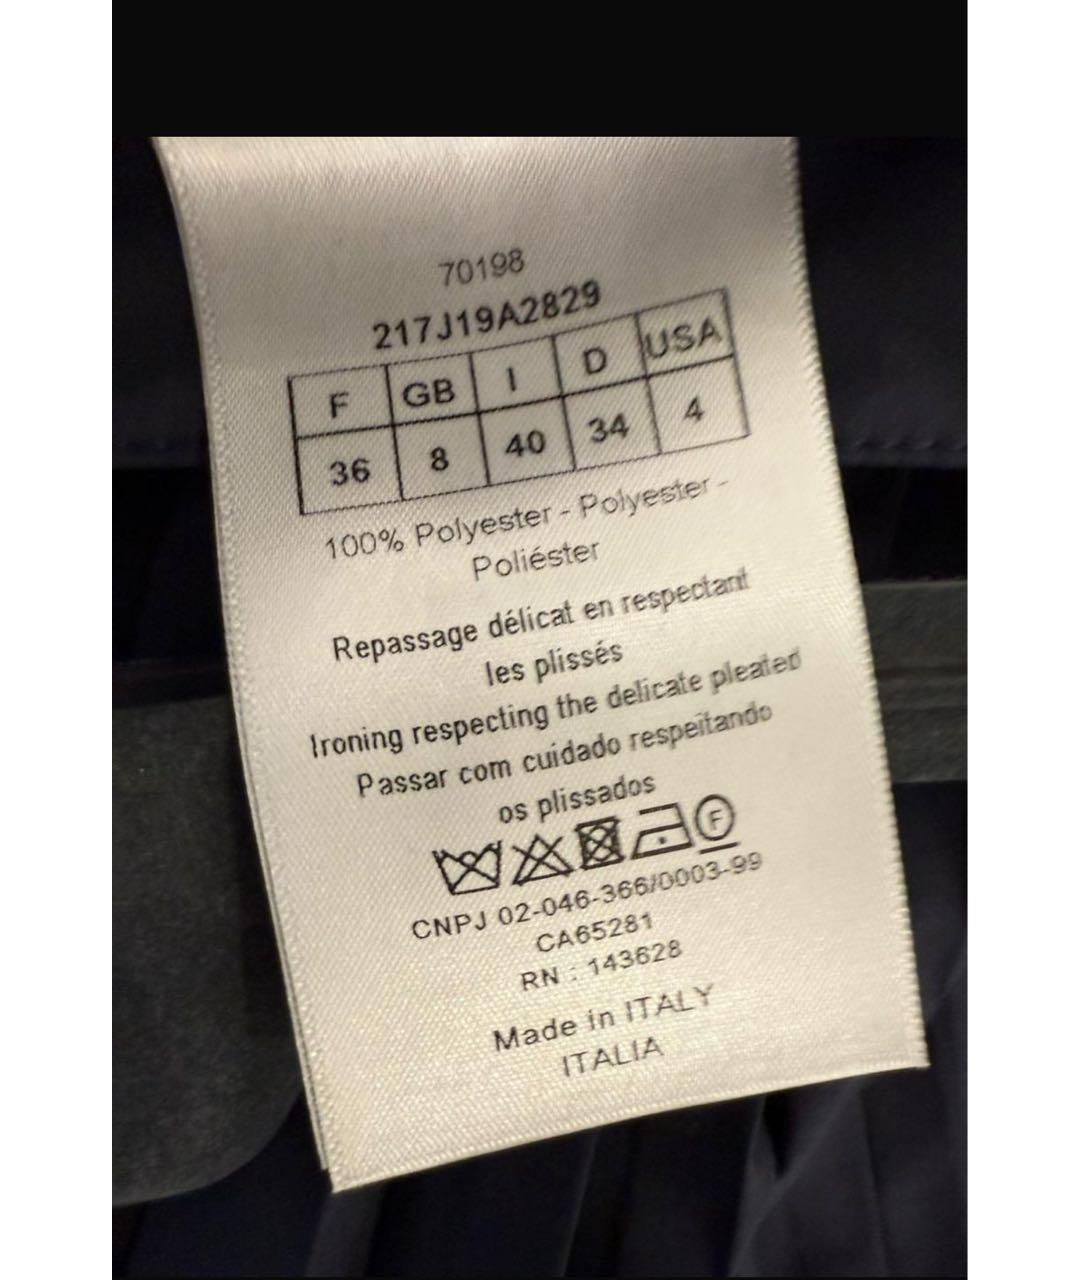 70198
217J19A2829
F GB I D USA
36 8 40 34 4
100% Polyester - Polyester -
Poliéster
Repassage délicat en respectant
les plissés
Ironing respecting the delicate pleated
Passar com cuidado respeitando
os plissados
F
CNPJ 02-046-366/0003-99
CA65281
RN : 143628
Made in ITALY
ITALIA